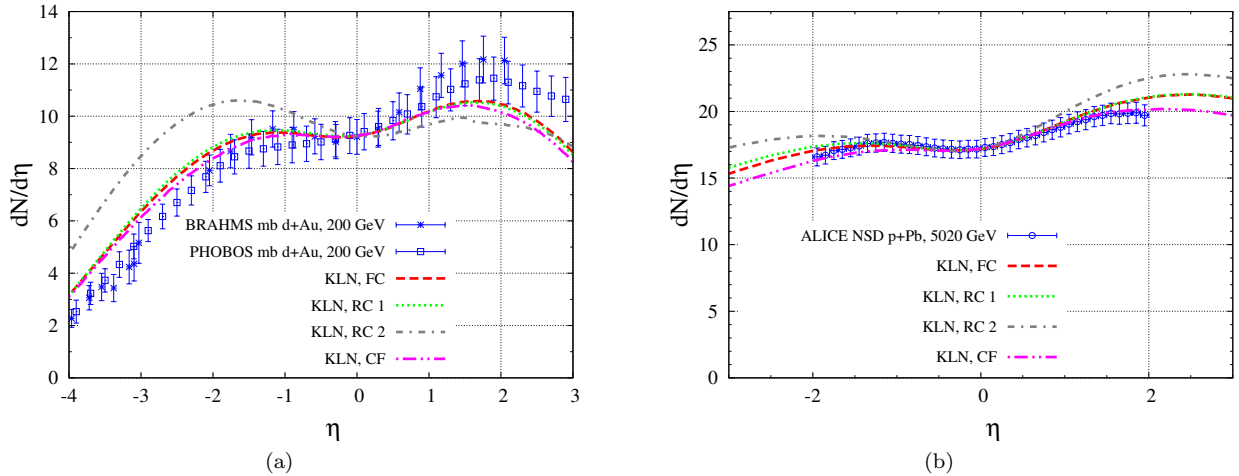 14
12
10
8
6
4
2
0
dN/dη
BRAHMS mb d+Au, 200 GeV
PHOBOS mb d+Au, 200 GeV
KLN, FC
KLN, RC 1
KLN, RC 2
KLN, CF
-4 -3 -2 -1 0 1 2 3
η
(a)
25
20
15
10
5
0
dN/dη
ALICE NSD p+Pb, 5020 GeV
KLN, FC
KLN, RC 1
KLN, RC 2
KLN, CF
-2 0 2
η
(b)